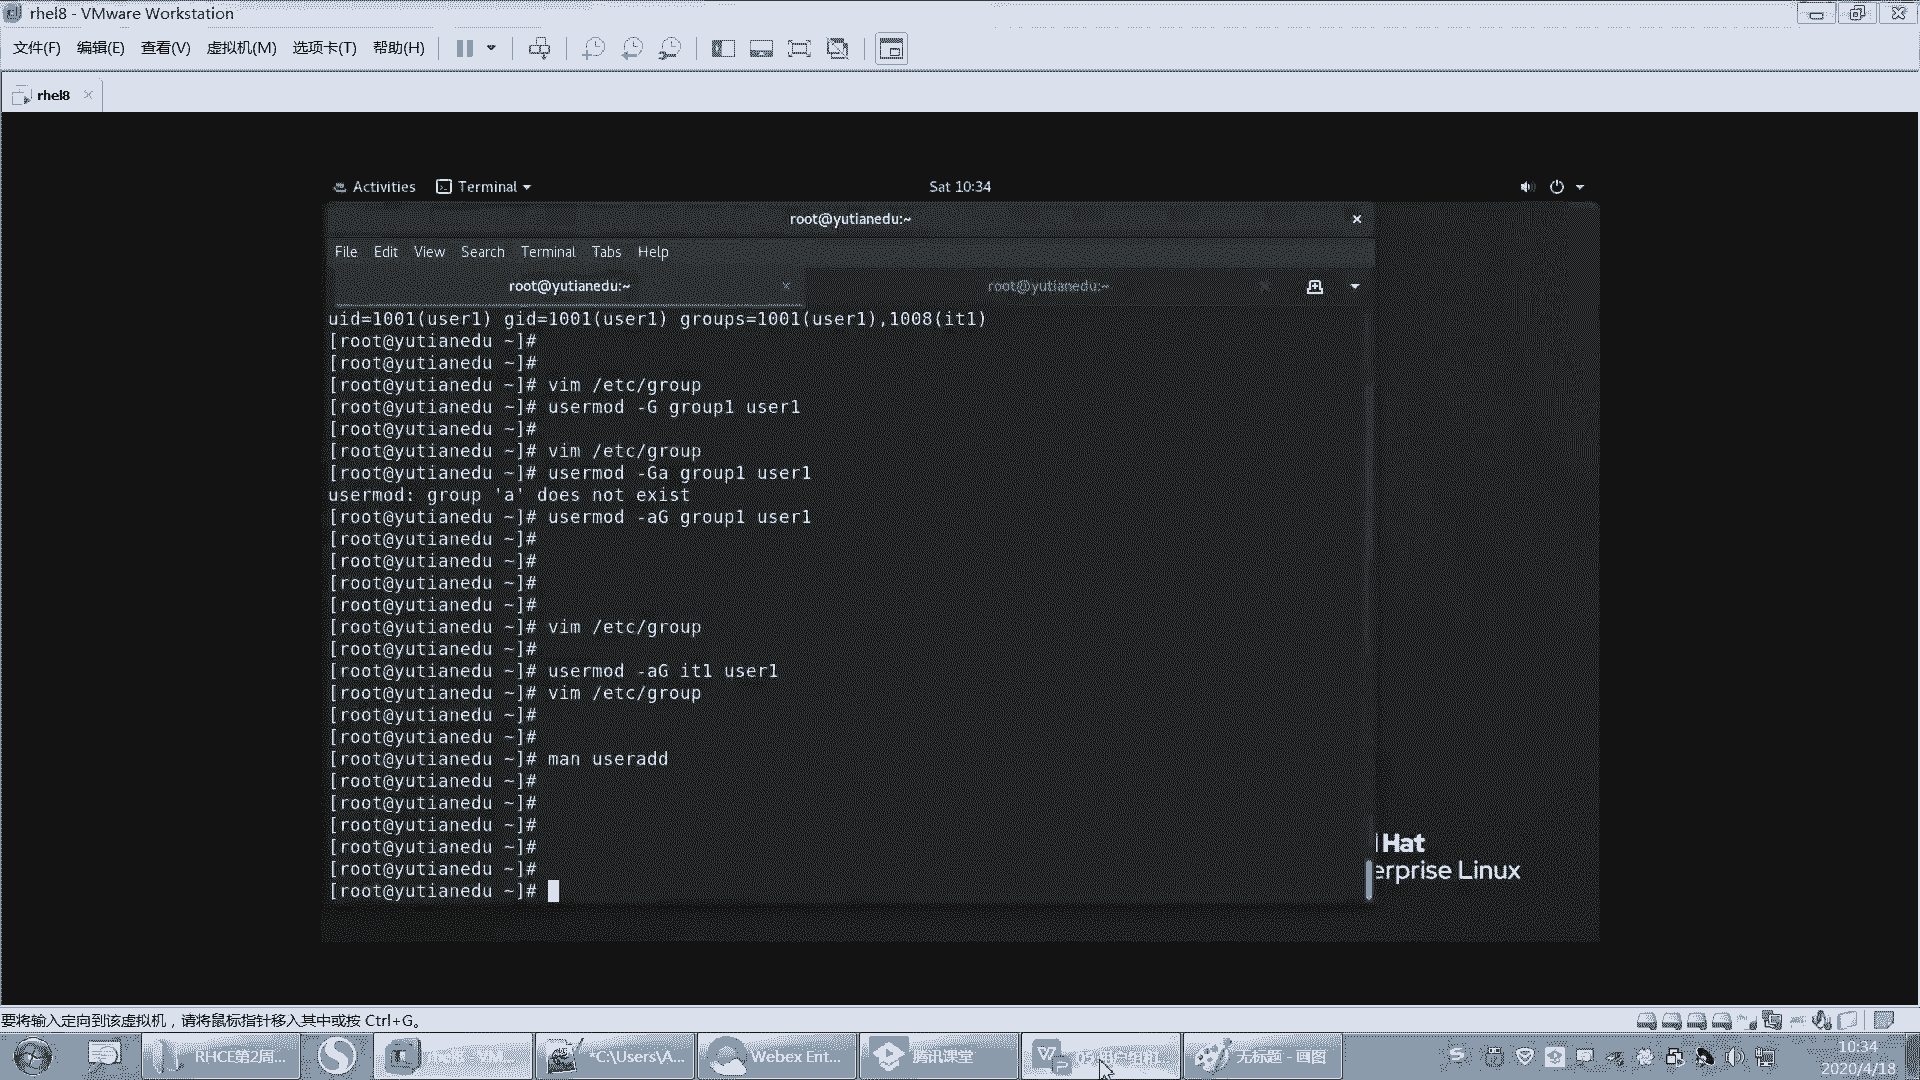 rhel8 - VMware Workstation
文件(F) 编辑(E) 查看(V) 虚拟机(M) 选项卡(T) 帮助(H)
rhel8
Activities Terminal Sat 10:34
root@yutianedu:~
File Edit View Search Terminal Tabs Help
root@yutianedu:~ root@yutianedu:~
uid=1001(user1) gid=1001(user1) groups=1001(user1),1008(it1)
[root@yutianedu ~]#
[root@yutianedu ~]#
[root@yutianedu ~]# vim /etc/group
[root@yutianedu ~]# usermod -G group1 user1
[root@yutianedu ~]#
[root@yutianedu ~]# vim /etc/group
[root@yutianedu ~]# usermod -Ga group1 user1
usermod: group 'a' does not exist
[root@yutianedu ~]# usermod -aG group1 user1
[root@yutianedu ~]#
[root@yutianedu ~]#
[root@yutianedu ~]#
[root@yutianedu ~]#
[root@yutianedu ~]# vim /etc/group
[root@yutianedu ~]#
[root@yutianedu ~]# usermod -aG it1 user1
[root@yutianedu ~]# vim /etc/group
[root@yutianedu ~]#
[root@yutianedu ~]#
[root@yutianedu ~]# man useradd
[root@yutianedu ~]#
[root@yutianedu ~]#
[root@yutianedu ~]#
[root@yutianedu ~]#
[root@yutianedu ~]#
[root@yutianedu ~]#
Hat
erprise Linux
要将输入定向到该虚拟机，请将鼠标指针移入其中或按 Ctrl+G。
RHCE第2周... rhel8 - VM... *C:\Users\A... Webex Ent... 腾讯课堂 无标题 - 画图
10:34
2020/4/18